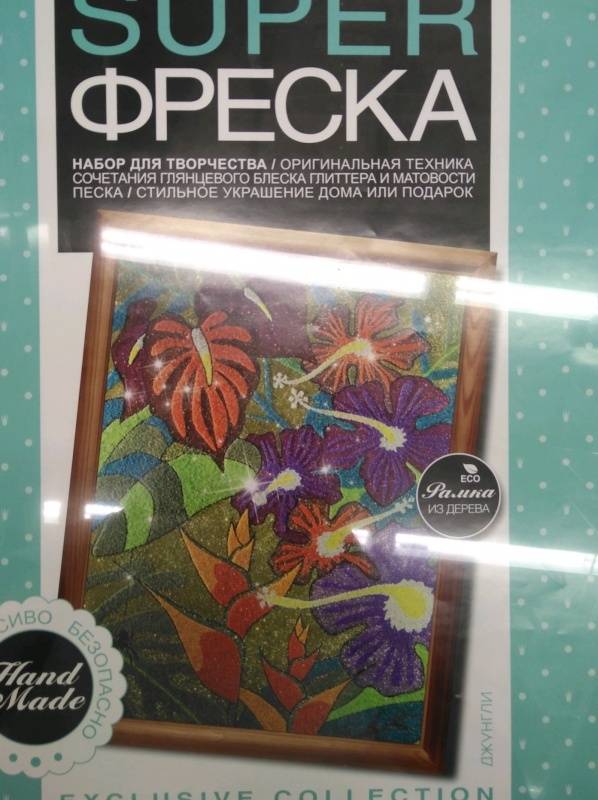 SUPER
ФРЕСКА
НАБОР ДЛЯ ТВОРЧЕСТВА / ОРИГИНАЛЬНАЯ ТЕХНИКА
СОЧЕТАНИЯ ГЛЯНЦЕВОГО БЛЕСКА ГЛИТТЕРА И МАТОВОСТИ
ПЕСКА / СТИЛЬНОЕ УКРАШЕНИЕ ДОМА ИЛИ ПОДАРОК
ECO
Рамка
ИЗ ДЕРЕВА
СИВО БЕЗОПАСНО
Hand
Made
ДЖУНГЛИ
EXCLUSIVE COLLECTION